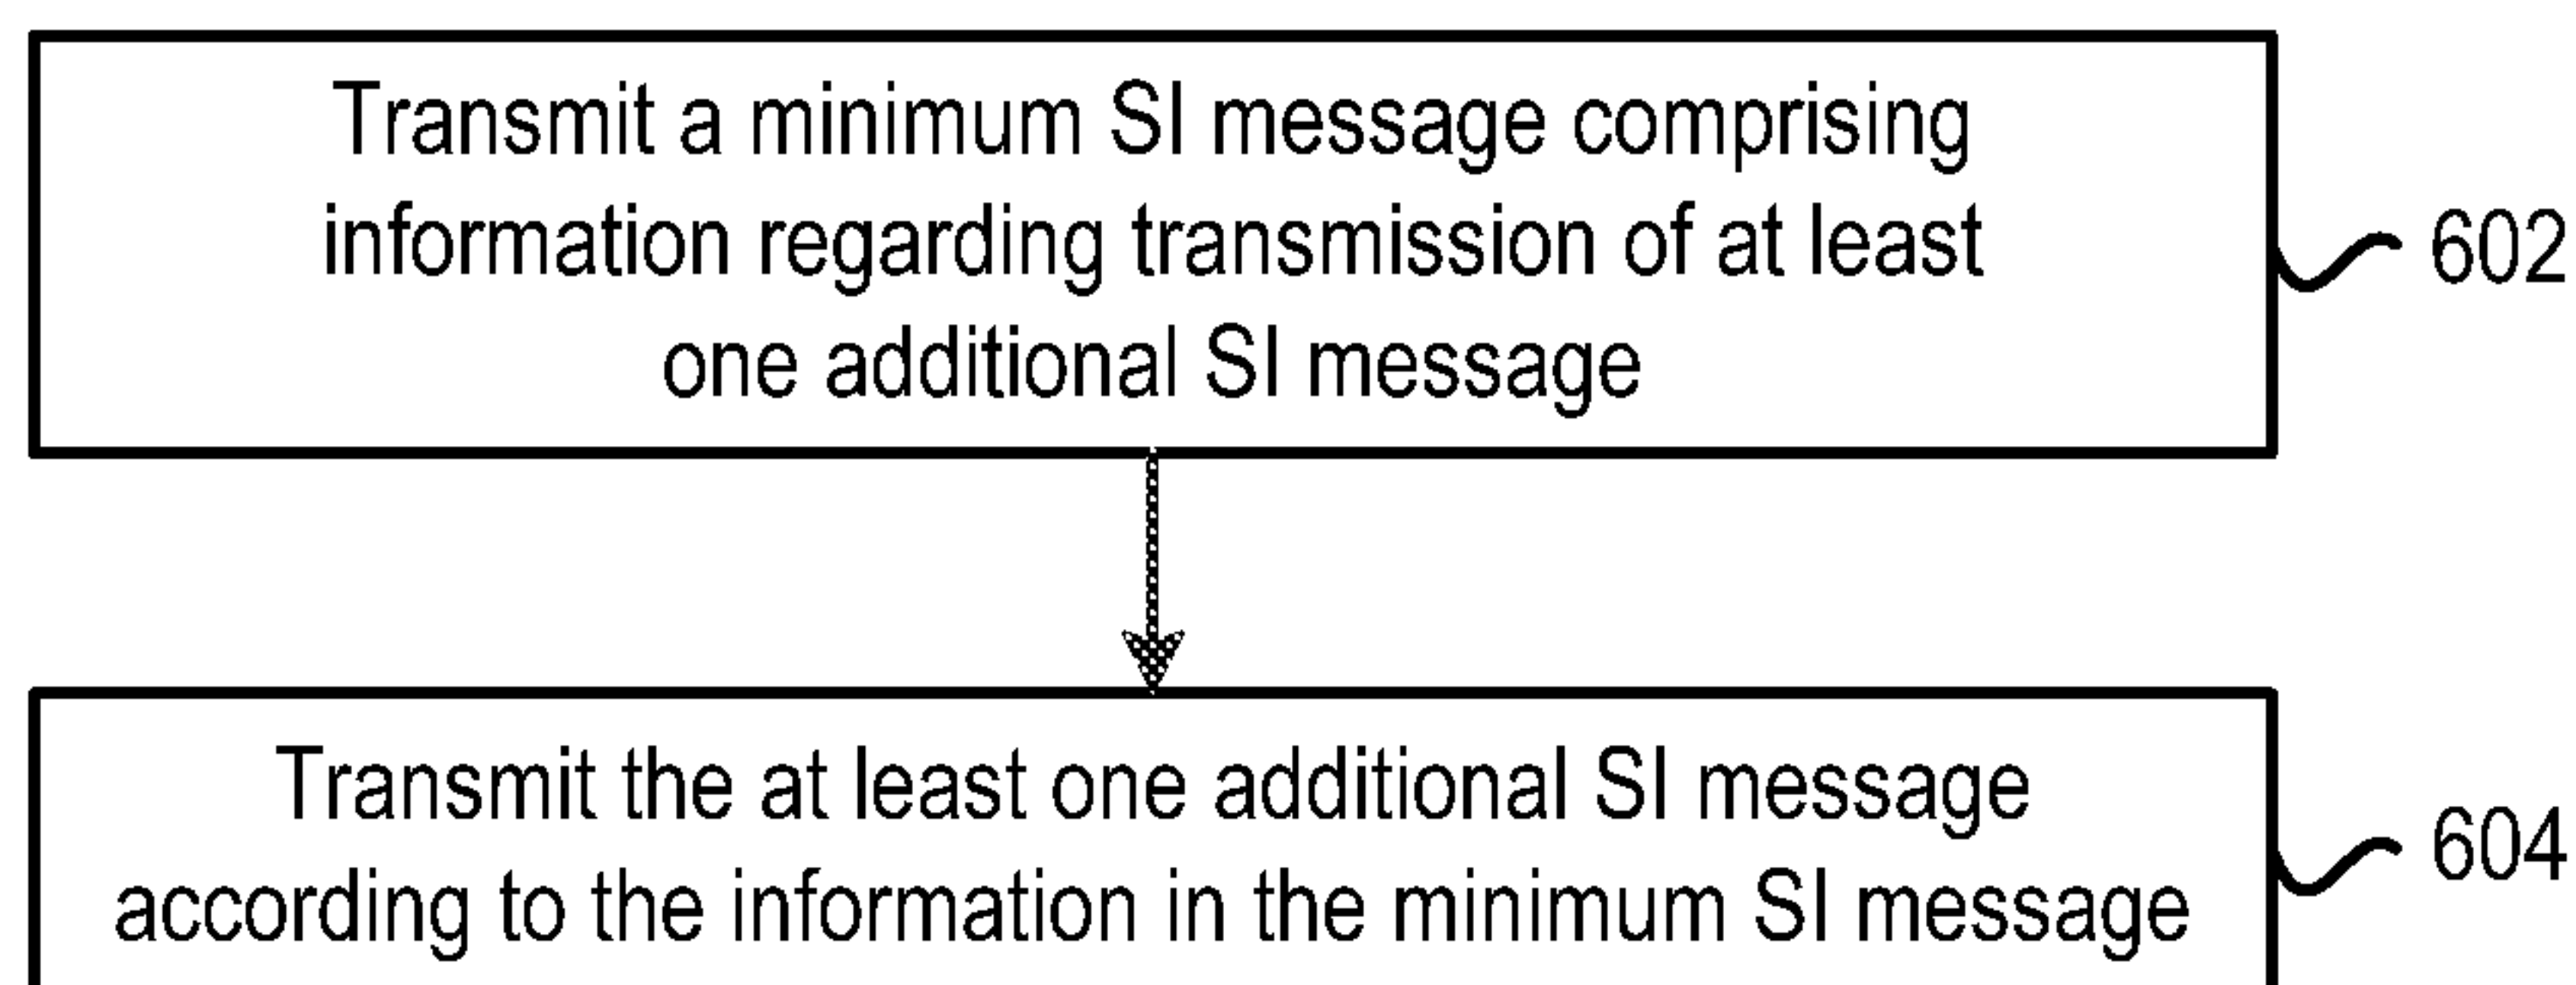 Transmit a minimum SI message comprising
information regarding transmission of at least
one additional SI message
602
Transmit the at least one additional SI message
according to the information in the minimum SI message
604